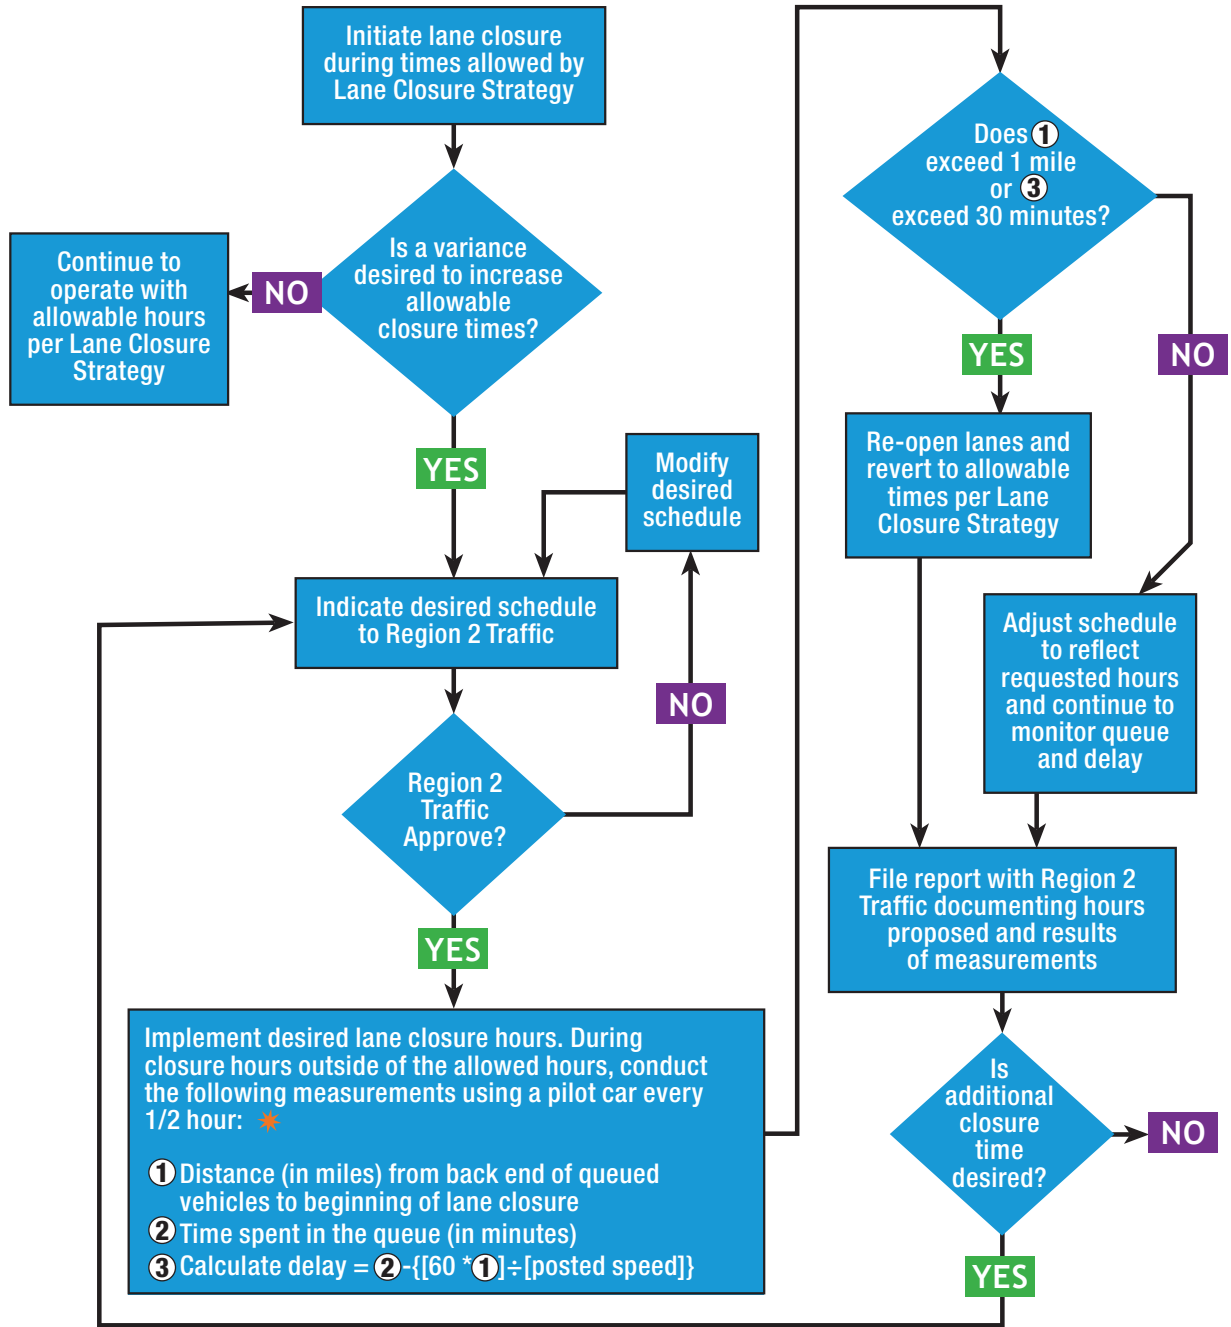 Initiate lane closure
during times allowed by
Lane Closure Strategy
Is a variance
desired to increase
allowable
closure times?
NO
Continue to
operate with
allowable hours
per Lane Closure
Strategy
YES
Modify
desired
schedule
Indicate desired schedule
to Region 2 Traffic
NO
Region 2
Traffic
Approve?
YES
Implement desired lane closure hours. During
closure hours outside of the allowed hours, conduct
the following measurements using a pilot car every
1/2 hour:
1 Distance (in miles) from back end of queued
vehicles to beginning of lane closure
2 Time spent in the queue (in minutes)
3 Calculate delay = 2-{[60 *1]÷[posted speed]}
Does 1
exceed 1 mile
or 3
exceed 30 minutes?
YES
NO
Re-open lanes and
revert to allowable
times per Lane
Closure Strategy
Adjust schedule
to reflect
requested hours
and continue to
monitor queue
and delay
File report with Region 2
Traffic documenting hours
proposed and results
of measurements
Is
additional
closure
time
desired?
NO
YES